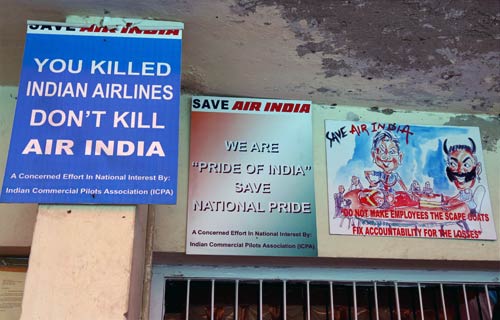 SAVE AIR INDIA
YOU KILLED
INDIAN AIRLINES
DON'T KILL
AIR INDIA
A Concerned Effort in National Interest By:
Indian Commercial Pilots Association (ICPA)
SAVE AIR INDIA
WE ARE
"PRIDE OF INDIA"
SAVE
NATIONAL PRIDE
A Concerned Effort in National Interest By:
Indian Commercial Pilots Association (ICPA)
SAVE AIR INDIA
"DO NOT MAKE EMPLOYEES THE SCAPE GOATS
FIX ACCOUNTABILITY FOR THE LOSSES"